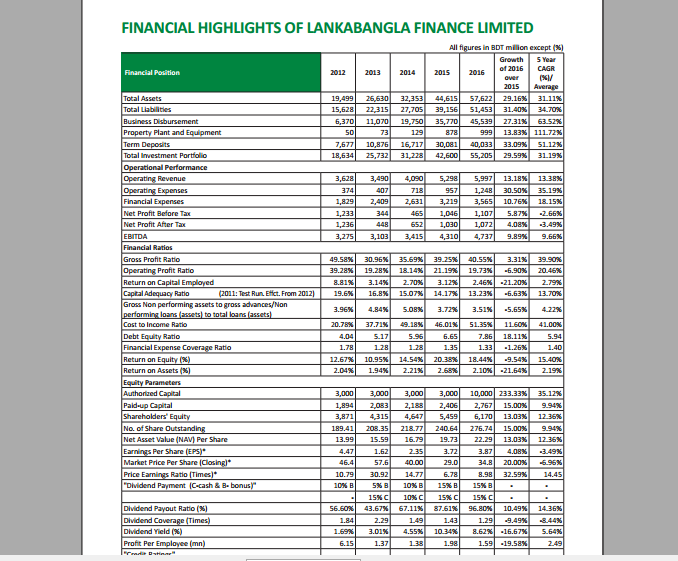 FINANCIAL HIGHLIGHTS OF LANKABANGLA FINANCE LIMITED
All figures in BDT million except (%)
Financial Position 2012 2013 2014 2015 2016 Growth of 2016 over 2015 5 Year CAGR (%)/ Average
Total Assets 19,499 26,630 32,353 44,615 57,622 29.16% 31.11%
Total Liabilities 15,628 22,315 27,705 39,156 51,453 31.40% 34.70%
Business Disbursement 6,370 11,070 19,750 35,770 45,539 27.31% 63.52%
Property Plant and Equipment 50 73 129 878 999 13.83% 111.72%
Term Deposits 7,677 10,876 16,717 30,081 40,033 33.09% 51.12%
Total Investment Portfolio 18,634 25,732 31,228 42,600 55,205 29.59% 31.19%
Operational Performance
Operating Revenue 3,628 3,490 4,090 5,298 5,997 13.18% 13.38%
Operating Expenses 374 407 718 957 1,248 30.50% 35.19%
Financial Expenses 1,829 2,409 2,631 3,219 3,565 10.76% 18.15%
Net Profit Before Tax 1,233 344 465 1,046 1,107 5.87% -2.66%
Net Profit After Tax 1,236 448 652 1,030 1,072 4.08% -3.49%
EBITDA 3,275 3,103 3,415 4,310 4,737 9.89% 9.66%
Financial Ratios
Gross Profit Ratio 49.58% 30.96% 35.69% 39.25% 40.55% 3.31% 39.90%
Operating Profit Ratio 39.28% 19.28% 18.14% 21.19% 19.73% -6.90% 20.46%
Return on Capital Employed 8.81% 3.14% 2.70% 3.12% 2.46% -21.20% 2.79%
Capital Adequacy Ratio (2011: Test Run. Effct. From 2012) 19.6% 16.8% 15.07% 14.17% 13.23% -6.63% 13.70%
Gross Non performing assets to gross advances/Non
performing loans (assets) to total loans (assets) 3.96% 4.84% 5.08% 3.72% 3.51% -5.65% 4.22%
Cost to Income Ratio 20.78% 37.71% 49.18% 46.01% 51.35% 11.60% 41.00%
Debt Equity Ratio 4.04 5.17 5.96 6.65 7.86 18.11% 5.94
Financial Expense Coverage Ratio 1.78 1.28 1.28 1.35 1.33 -1.26% 1.40
Return on Equity (%) 12.67% 10.95% 14.54% 20.38% 18.44% -9.54% 15.40%
Return on Assets (%) 2.04% 1.94% 2.21% 2.68% 2.10% -21.64% 2.19%
Equity Parameters
Authorized Capital 3,000 3,000 3,000 3,000 10,000 233.33% 35.12%
Paid-up Capital 1,894 2,083 2,188 2,406 2,767 15.00% 9.94%
Shareholders' Equity 3,871 4,315 4,647 5,459 6,170 13.03% 12.36%
No. of Share Outstanding 189.41 208.35 218.77 240.64 276.74 15.00% 9.94%
Net Asset Value (NAV) Per Share 13.99 15.59 16.79 19.73 22.29 13.03% 12.36%
Earnings Per Share (EPS)* 4.47 1.62 2.35 3.72 3.87 4.08% -3.49%
Market Price Per Share (Closing)* 46.4 57.6 40.00 29.0 34.8 20.00% -6.96%
Price Earnings Ratio (Times)* 10.79 30.92 14.77 6.78 8.98 32.59% 14.45
"Dividend Payment (C-cash & B- bonus)" 10% B 5% B 10% B 15% B 15% B - -
- 15% C 10% C 15% C 15% C - -
Dividend Payout Ratio (%) 56.60% 43.67% 67.11% 87.61% 96.80% 10.49% 14.36%
Dividend Coverage (Times) 1.84 2.29 1.49 1.43 1.29 -9.49% -8.44%
Dividend Yield (%) 1.69% 3.01% 4.55% 10.34% 8.62% -16.67% 5.64%
Profit Per Employee (mn) 6.15 1.37 1.38 1.98 1.59 -19.58% 2.49
"Credit Ratings"